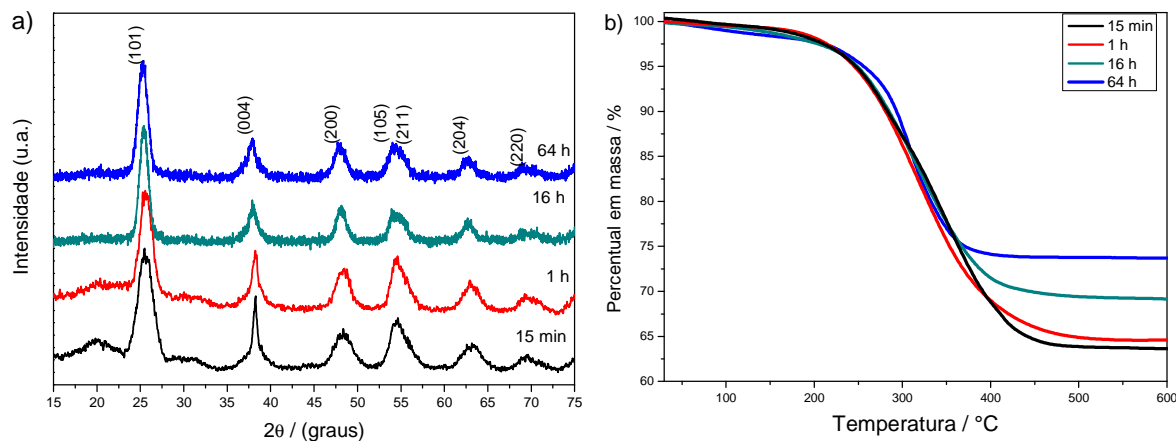 a)
Intensidade (u.a.)
(101)
(004)
(200)
(105)
(211)
(204)
(220)
64 h
16 h
1 h
15 min
15 20 25 30 35 40 45 50 55 60 65 70 75
2θ / (graus)
b)
Percentual em massa / %
100
95
90
85
80
75
70
65
60
15 min
1 h
16 h
64 h
100 200 300 400 500 600
Temperatura / °C